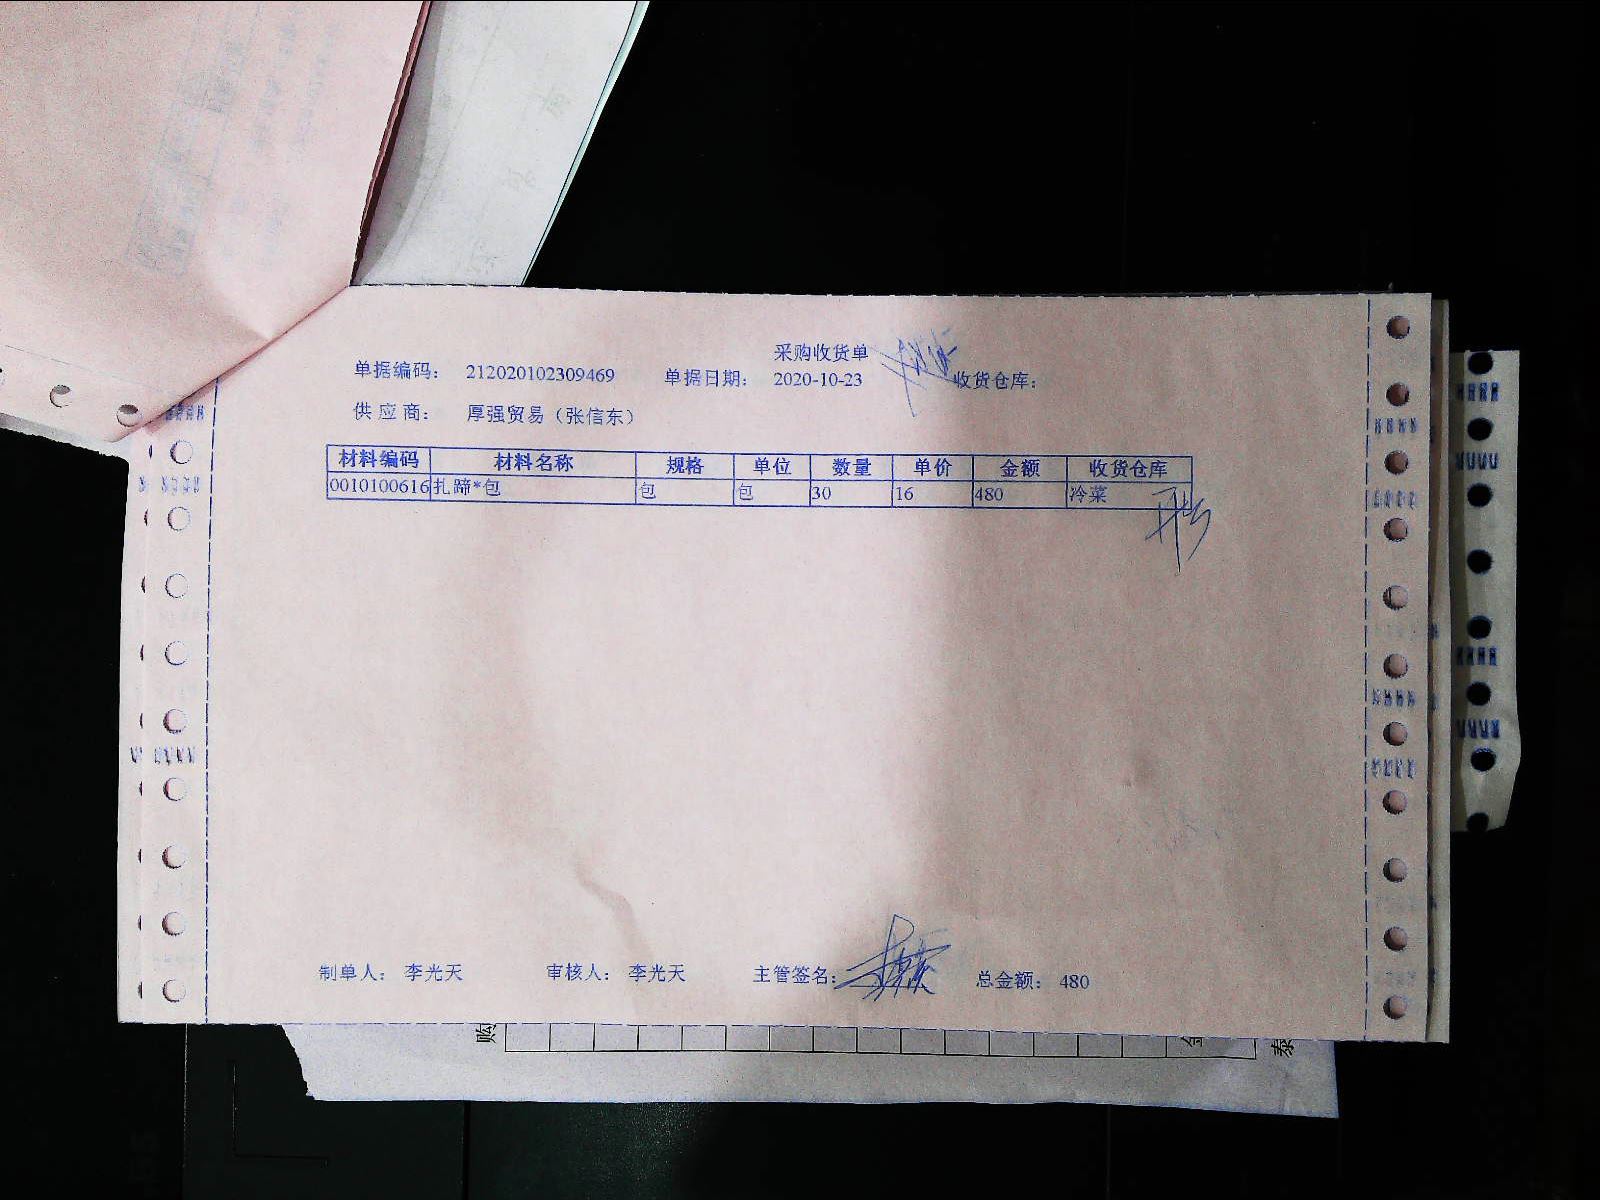 采购收货单
单据编码： 212020102309469 单据日期： 2020-10-23 收货仓库：
供 应 商： 厚强贸易（张信东）
材料编码 材料名称 规格 单位 数量 单价 金额 收货仓库
0010100616 扎蹄*包 包 包 30 16 480 冷菜
制单人： 李光天 审核人： 李光天 主管签名： 总金额： 480
购
金
泰